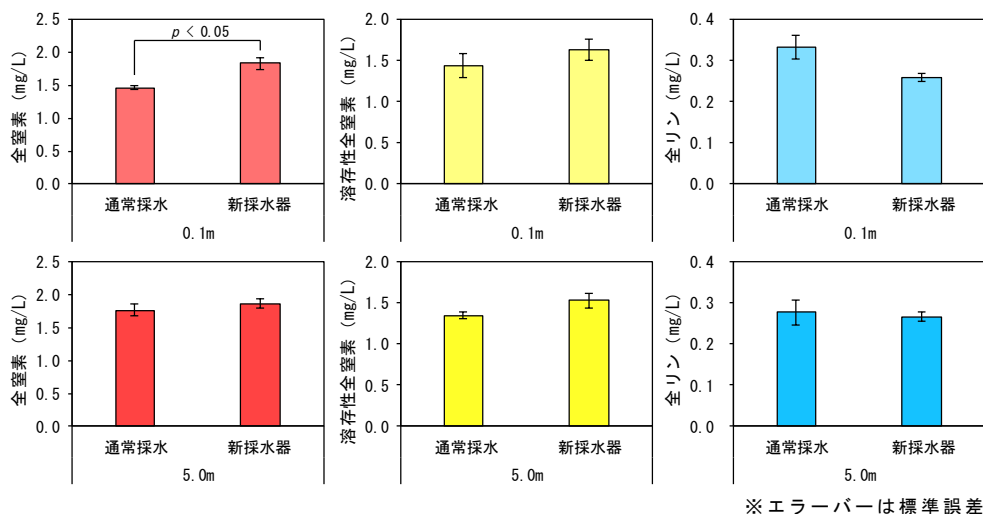 全窒素 (mg/L)
2.5
2.0
1.5
1.0
0.5
0.0
p < 0.05
通常採水 新採水器
0.1m
溶存性全窒素 (mg/L)
2.0
1.5
1.0
0.5
0.0
通常採水 新採水器
0.1m
全リン (mg/L)
0.4
0.3
0.2
0.1
0.0
通常採水 新採水器
0.1m
全窒素 (mg/L)
2.5
2.0
1.5
1.0
0.5
0.0
通常採水 新採水器
5.0m
溶存性全窒素 (mg/L)
2.0
1.5
1.0
0.5
0.0
通常採水 新採水器
5.0m
全リン (mg/L)
0.4
0.3
0.2
0.1
0.0
通常採水 新採水器
5.0m
※エラーバーは標準誤差